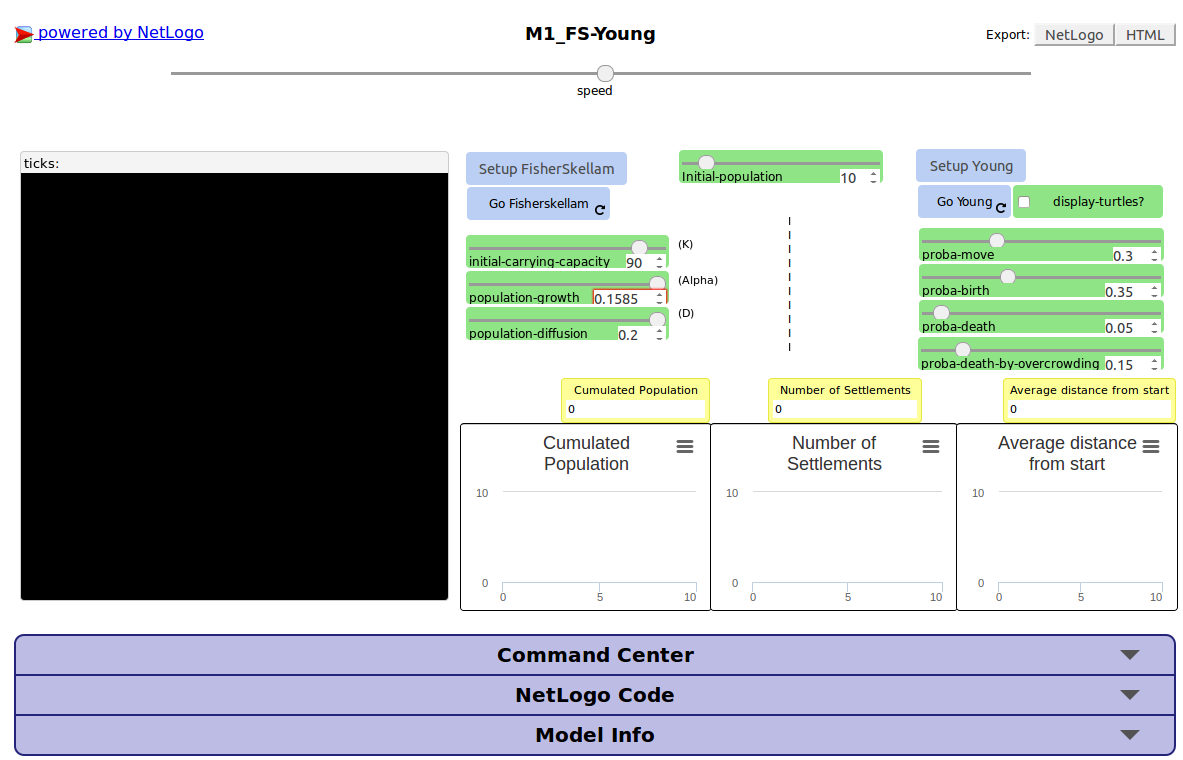 powered by NetLogo
M1_FS-Young
Export: NetLogo HTML
speed
ticks:
Setup FisherSkellam
Go Fisherskellam
initial-carrying-capacity 90
(K)
population-growth 0.1585
(Alpha)
population-diffusion 0.2
(D)
Initial-population 10
Setup Young
Go Young
display-turtles?
proba-move 0.3
proba-birth 0.35
proba-death 0.05
proba-death-by-overcrowding 0.15
Cumulated Population
0
Number of Settlements
0
Average distance from start
0
Cumulated
Population
10
0
0 5 10
Number of
Settlements
10
0
0 5 10
Average distance
from start
10
0
0 5 10
Command Center
NetLogo Code
Model Info